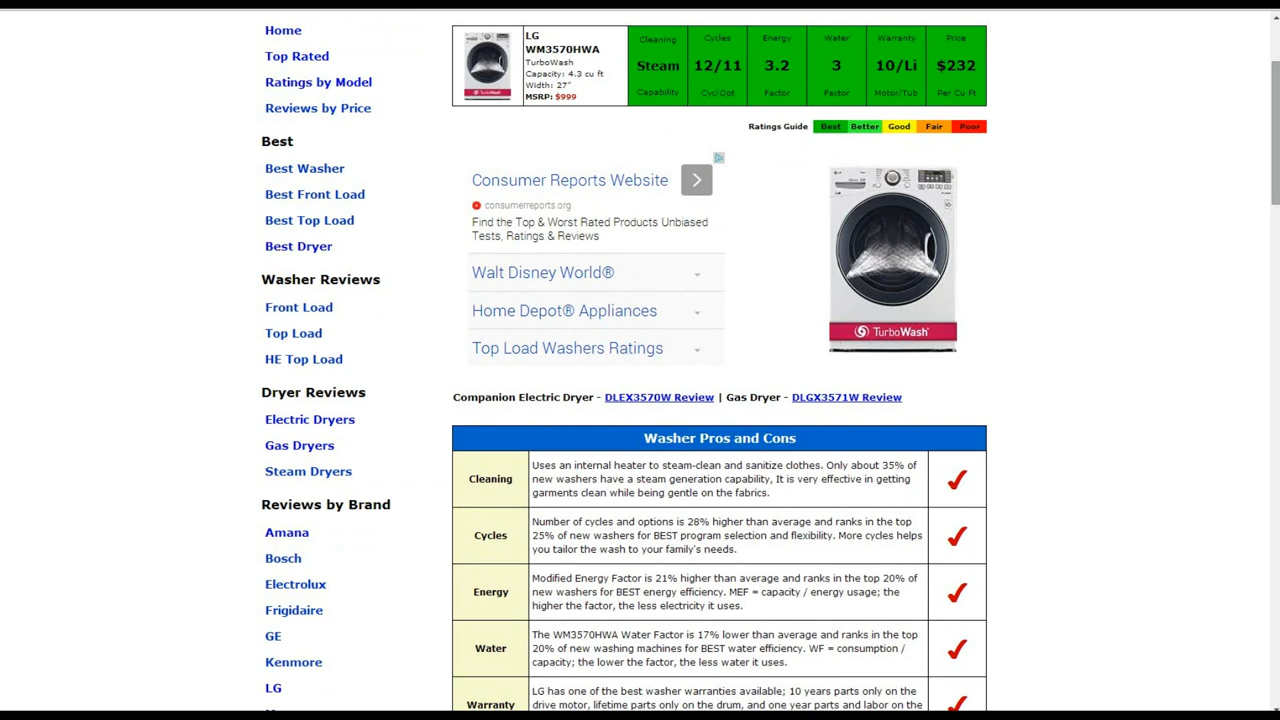 Home
Top Rated
Ratings by Model
Reviews by Price
Best
Best Washer
Best Front Load
Best Top Load
Best Dryer
Washer Reviews
Front Load
Top Load
HE Top Load
Dryer Reviews
Electric Dryers
Gas Dryers
Steam Dryers
Reviews by Brand
Amana
Bosch
Electrolux
Frigidaire
GE
Kenmore
LG
LG
WM3570HWA
TurboWash
Capacity: 4.3 cu ft
Width: 27"
MSRP: $999
Cleaning
Steam
Capability
Cycles
12/11
Cyc/Opt
Energy
3.2
Factor
Water
3
Factor
Warranty
10/Li
Motor/Tub
Price
$232
Per Cu Ft
Ratings Guide Best Better Good Fair Poor
Consumer Reports Website
consumerreports.org
Find the Top & Worst Rated Products Unbiased
Tests, Ratings & Reviews
Walt Disney World®
Home Depot® Appliances
Top Load Washers Ratings
TurboWash
Companion Electric Dryer - DLEX3570W Review | Gas Dryer - DLGX3571W Review
Washer Pros and Cons
Cleaning
Uses an internal heater to steam-clean and sanitize clothes. Only about 35% of
new washers have a steam generation capability, It is very effective in getting
garments clean while being gentle on the fabrics.
Cycles
Number of cycles and options is 28% higher than average and ranks in the top
25% of new washers for BEST program selection and flexibility. More cycles helps
you tailor the wash to your family's needs.
Energy
Modified Energy Factor is 21% higher than average and ranks in the top 20% of
new washers for BEST energy efficiency. MEF = capacity / energy usage; the
higher the factor, the less electricity it uses.
Water
The WM3570HWA Water Factor is 17% lower than average and ranks in the top
20% of new washing machines for BEST water efficiency. WF = consumption /
capacity; the lower the factor, the less water it uses.
Warranty
LG has one of the best washer warranties available; 10 years parts only on the
drive motor, lifetime parts only on the drum, and one year parts and labor on the